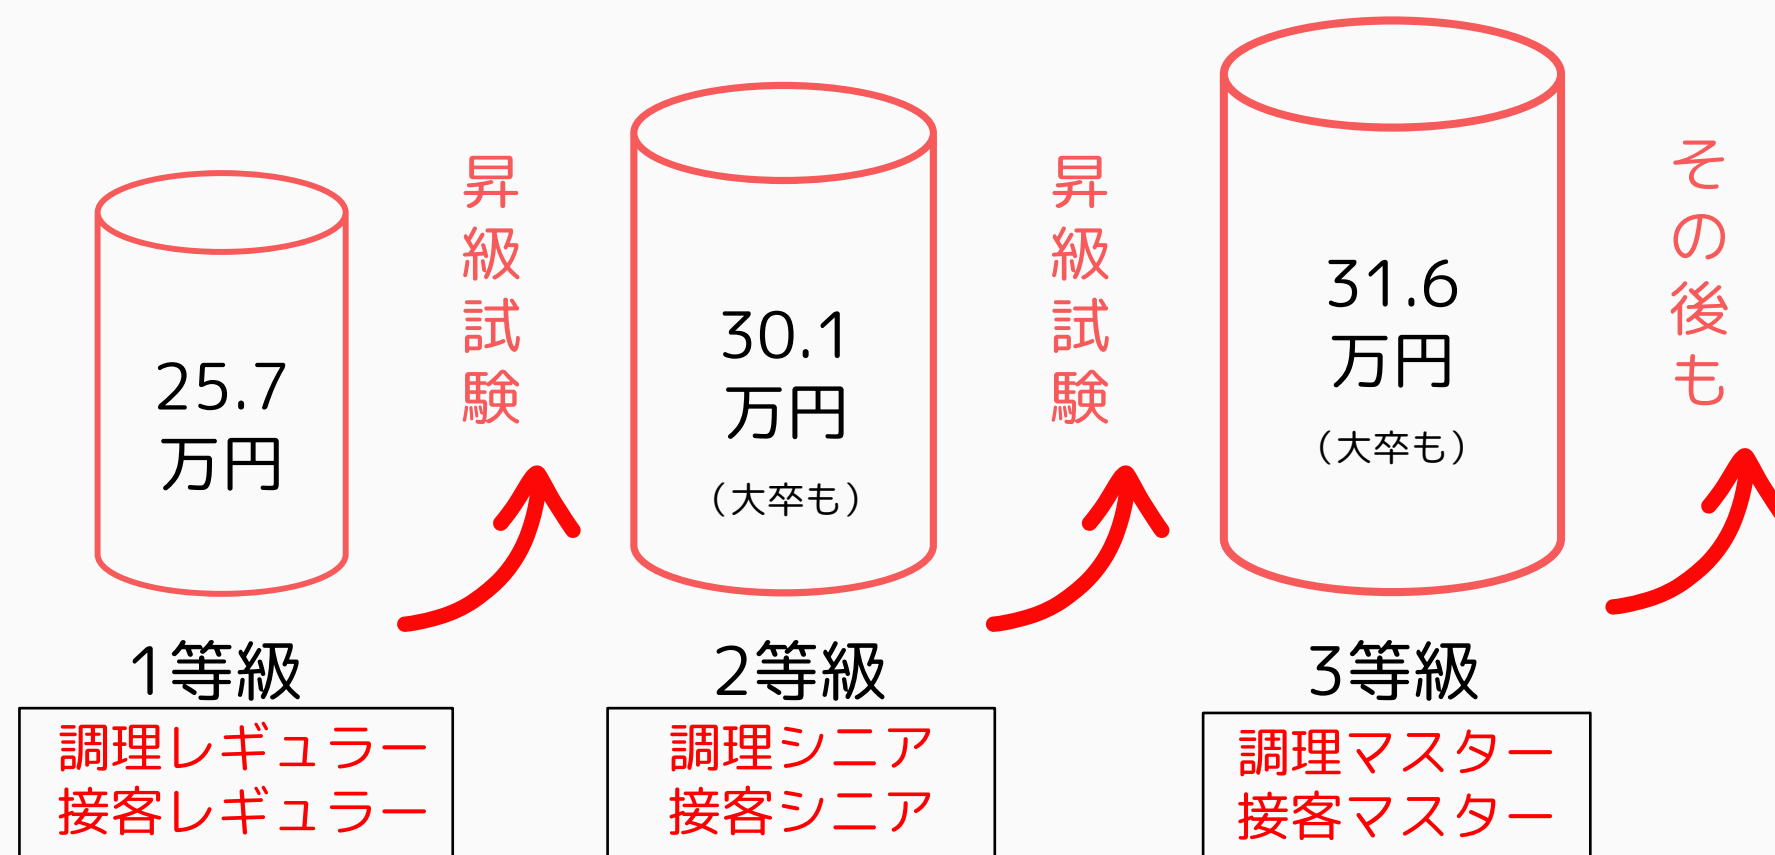 25.7
万円
1等級
調理レギュラー
接客レギュラー
昇級試験
30.1
万円
（大卒も）
2等級
調理シニア
接客シニア
昇級試験
31.6
万円
（大卒も）
3等級
調理マスター
接客マスター
その後も